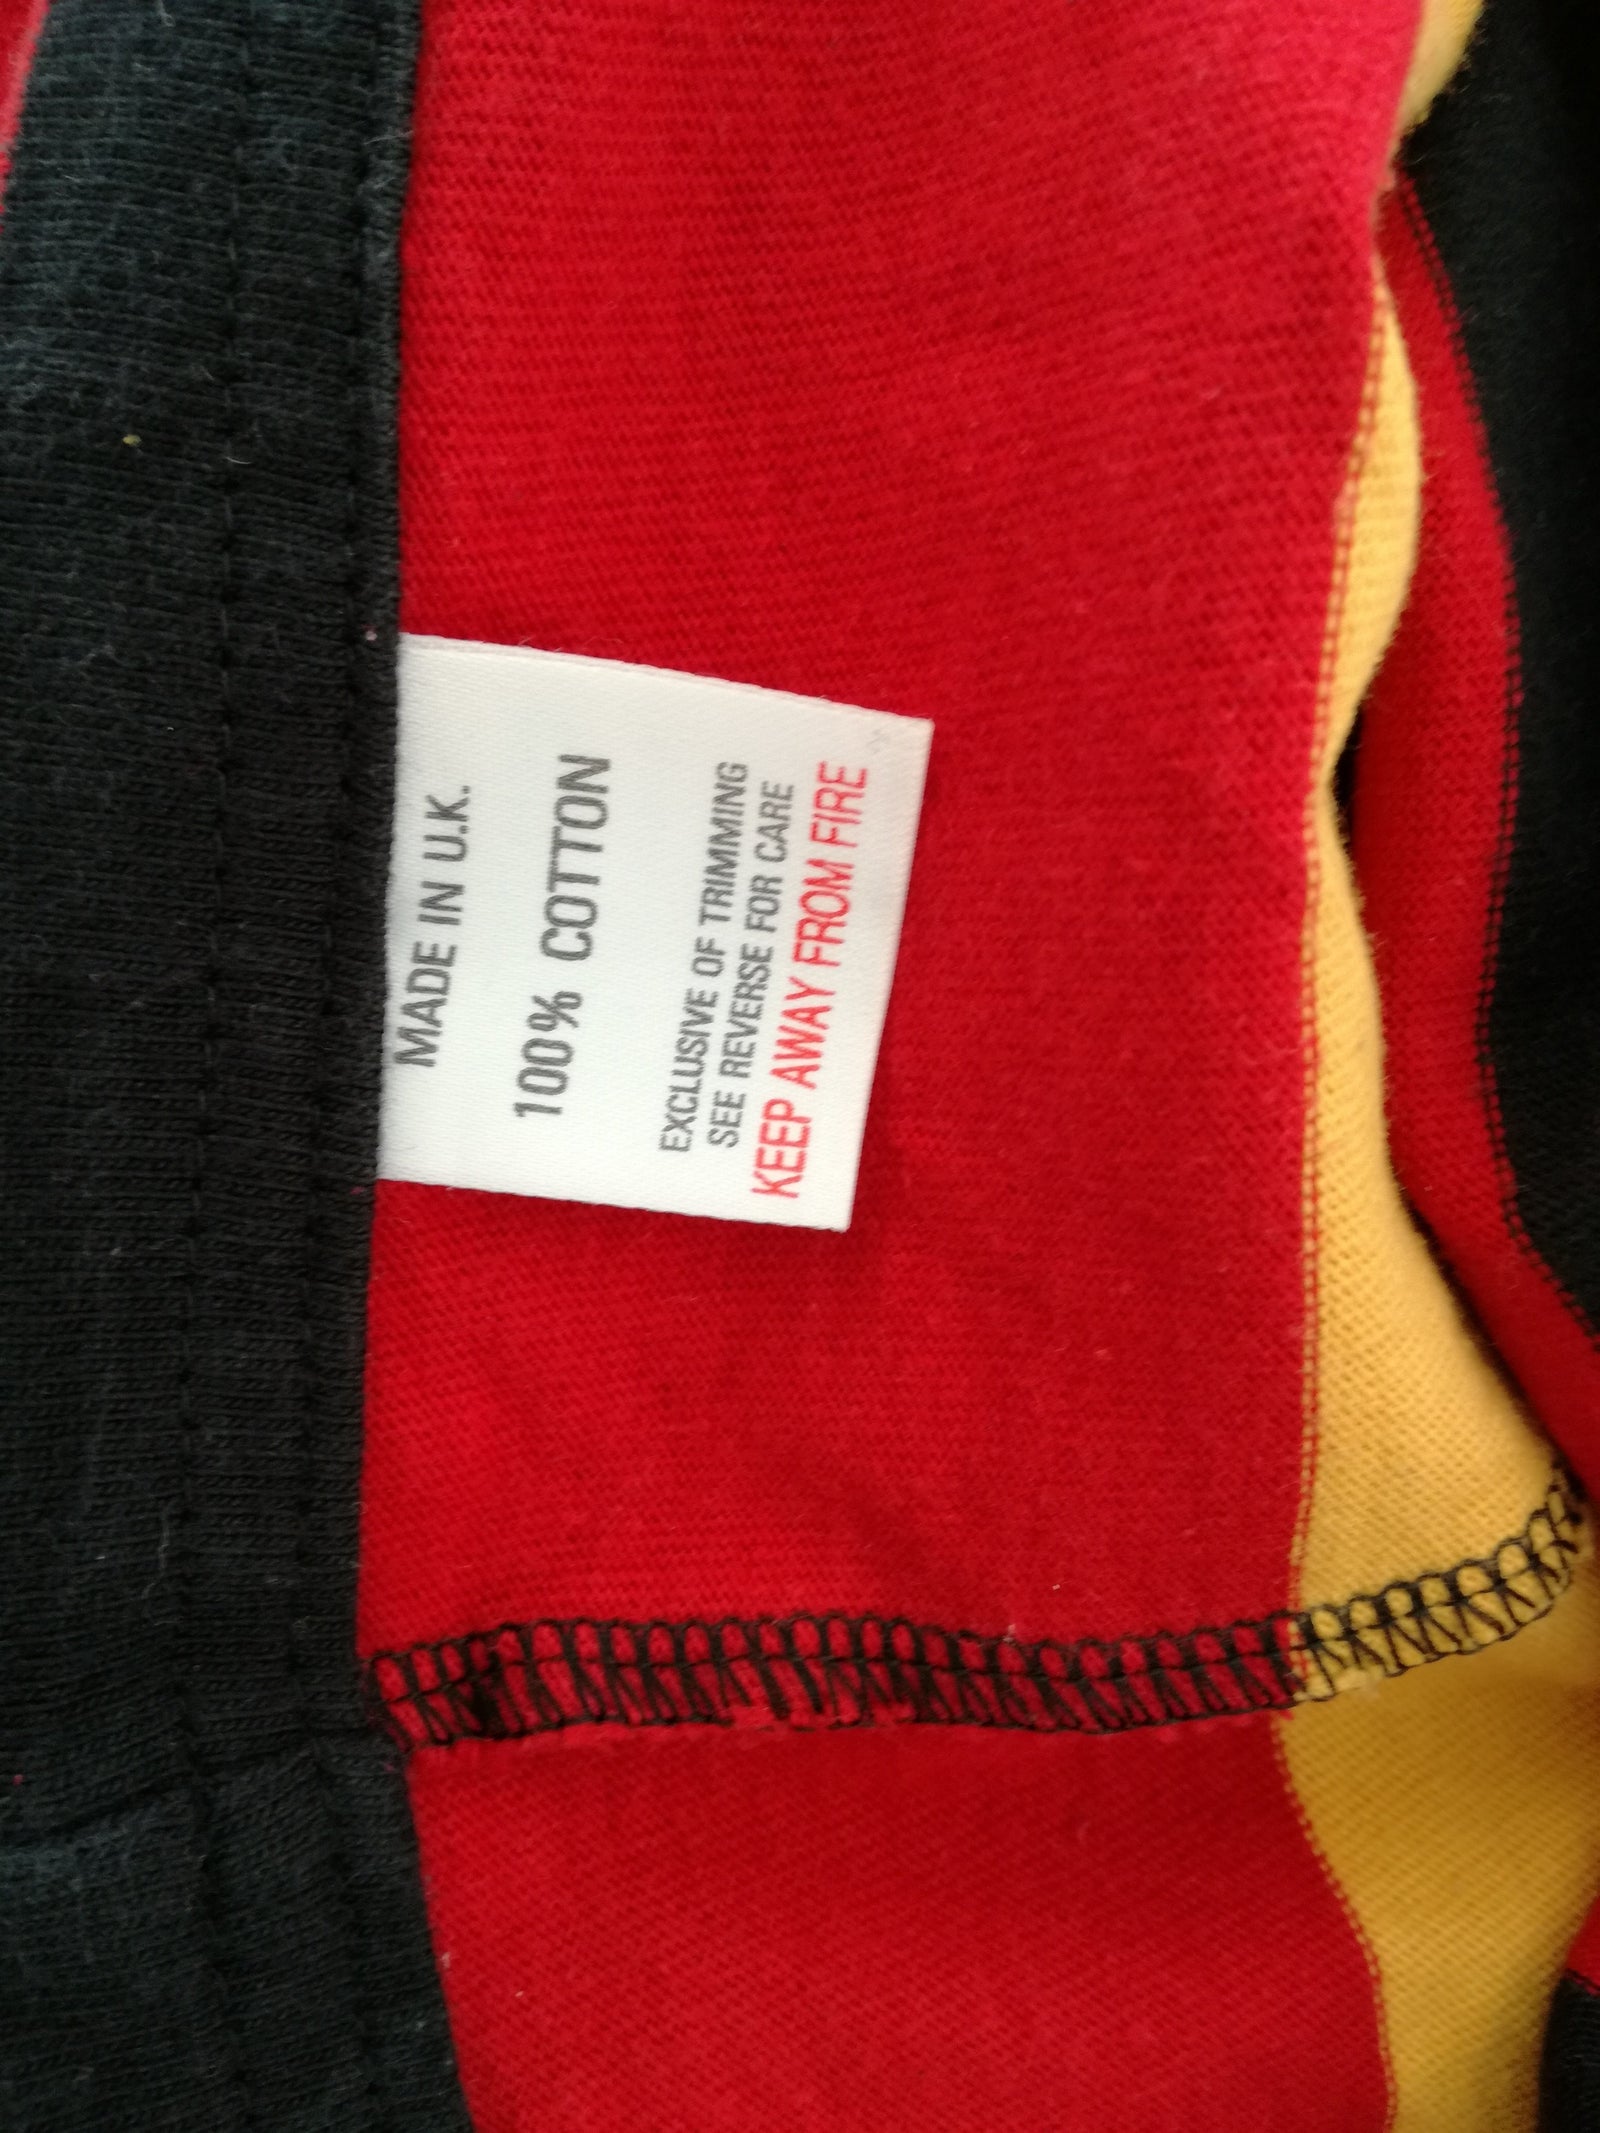 MADE IN U.K.
100% COTTON
EXCLUSIVE OF TRIMMING
SEE REVERSE FOR CARE
KEEP AWAY FROM FIRE